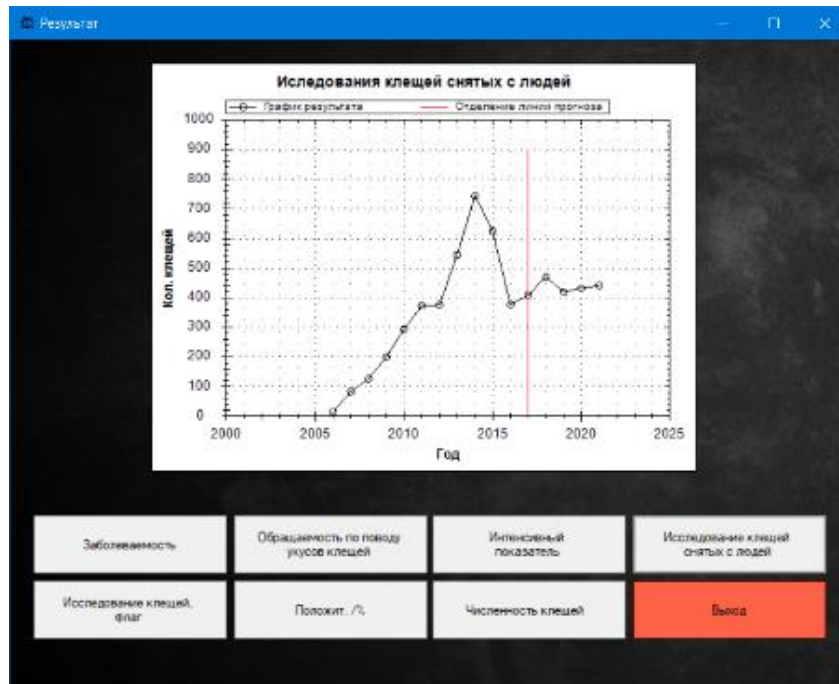 Результат
Иследования клещей снятых с людей
График результата
Отделение линии прогноза
1000
900
800
700
600
500
400
300
200
100
0
Кол. клещей
2000 2005 2010 2015 2020 2025
Год
Заболеваемость
Обращаемость по поводу
укусов клещей
Интенсивный
показатель
Исследование клещей
снятых с людей
Исследование клещей,
флаг
Положит.
Численность клещей
Выход